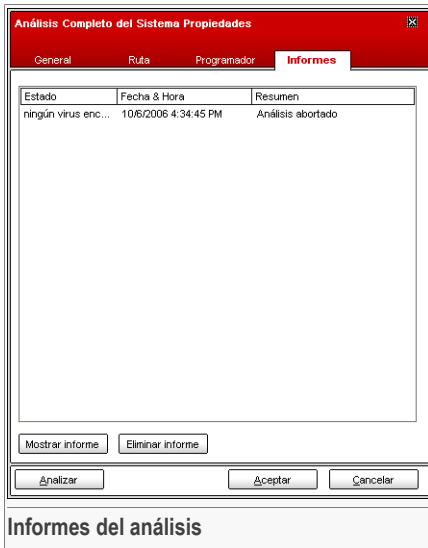 Análisis Completo del Sistema Propiedades
General Ruta Programador Informes
Estado Fecha & Hora Resumen
ningún virus enc... 10/6/2006 4:34:45 PM Análisis abortado
Mostrar informe Eliminar informe
Analizar Aceptar Cancelar
Informes del análisis